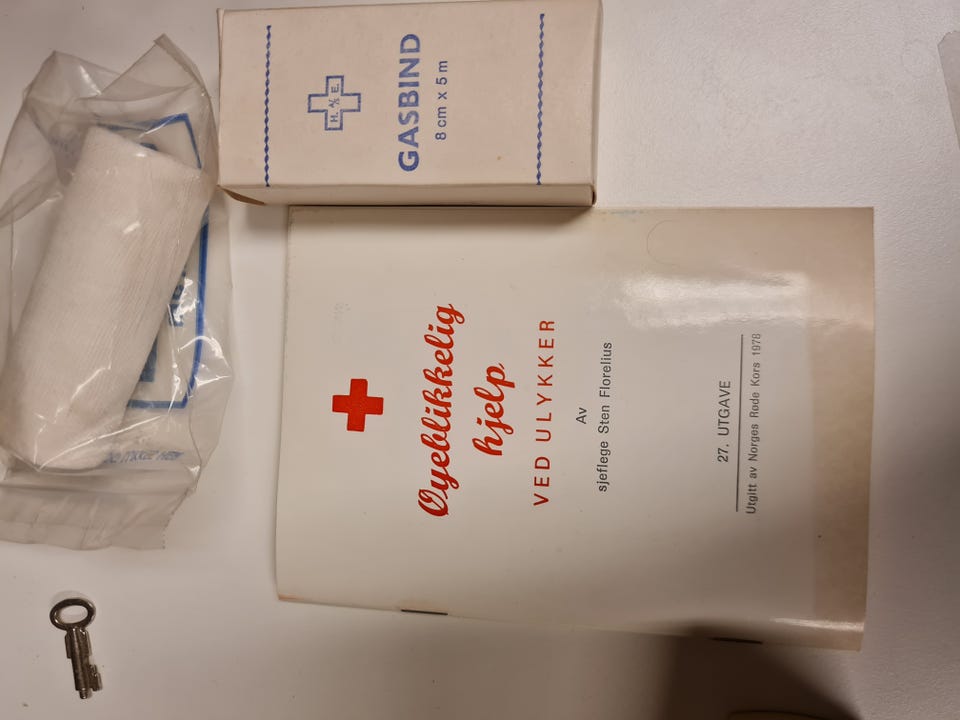 H. A/S E.
GASBIND
8 cm x 5 m
Øyeblikkelig
hjelp
VED ULYKKER
Av
sjeflege Sten Florelius
27. UTGAVE
Utgitt av Norges Røde Kors 1978